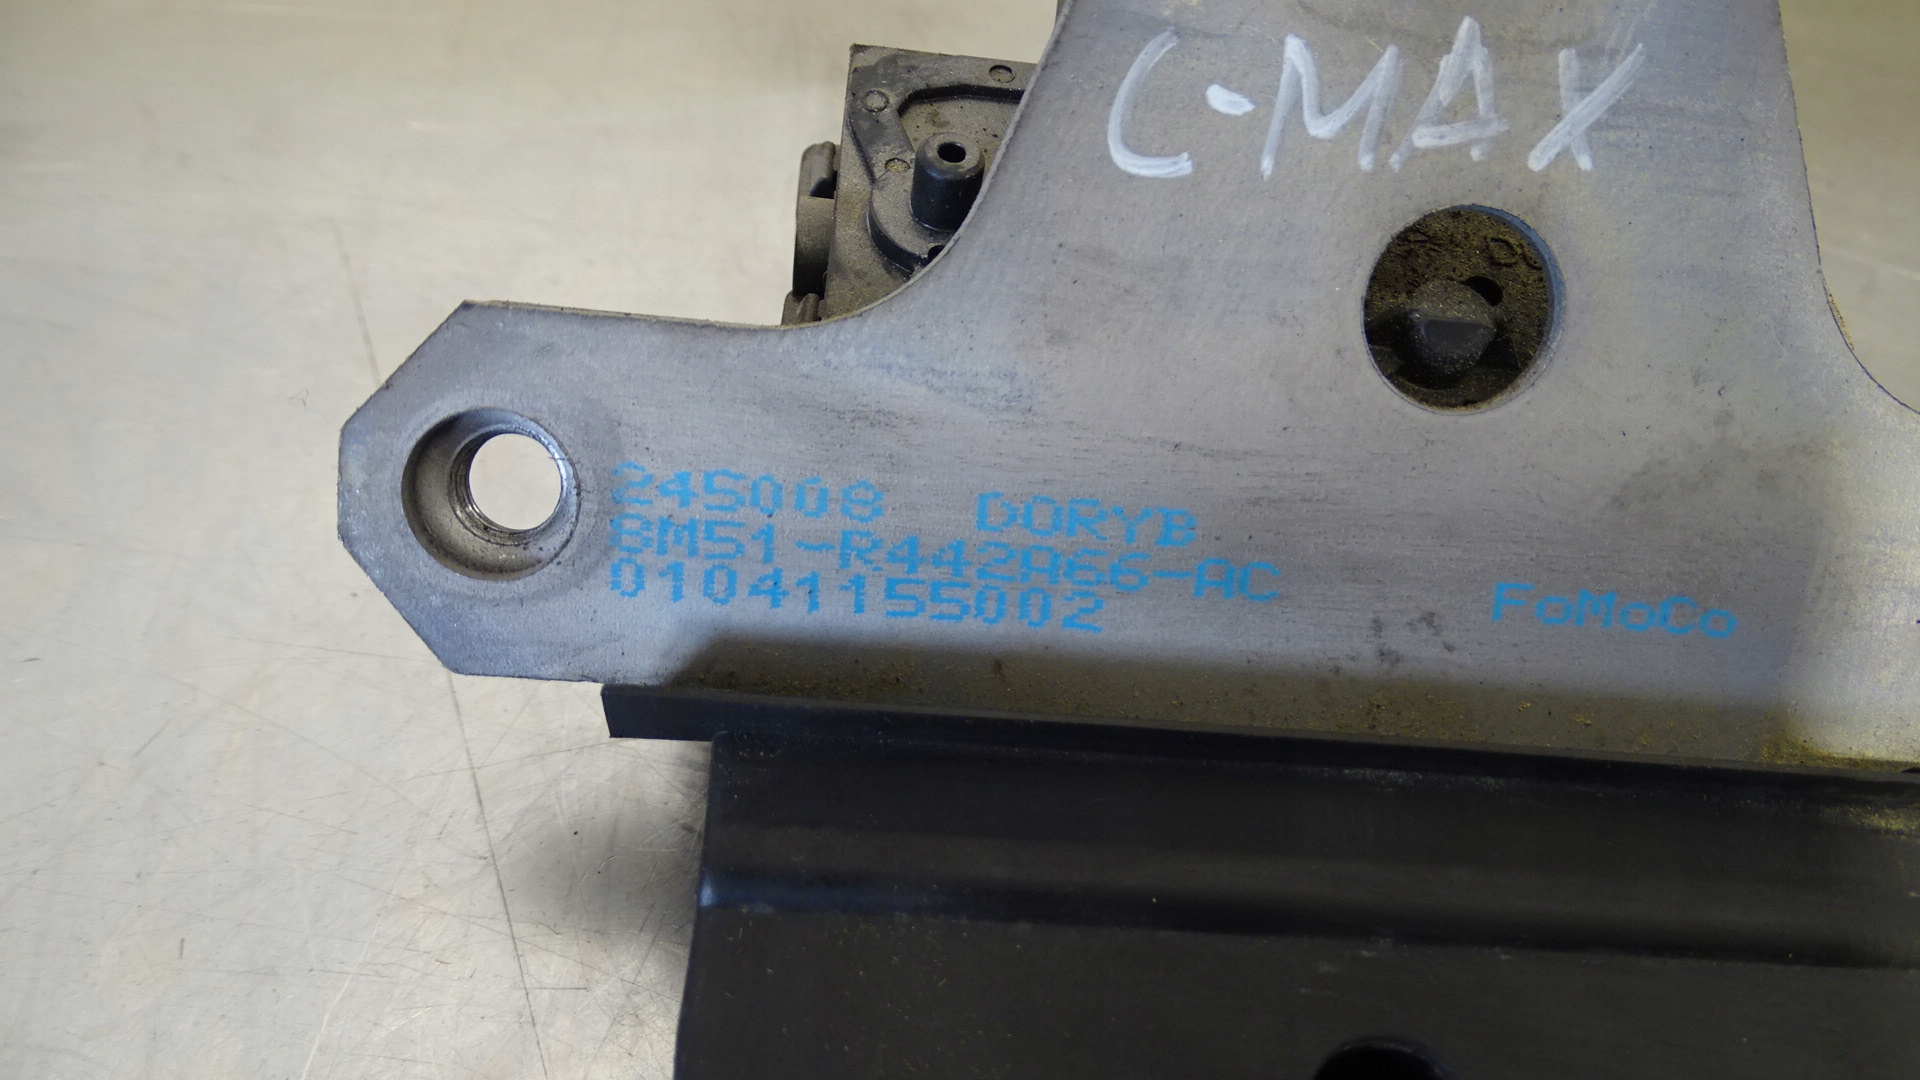 C-MAX
245008 DORYB
8M51-R442A66-AC
01041155002
FoMoCo